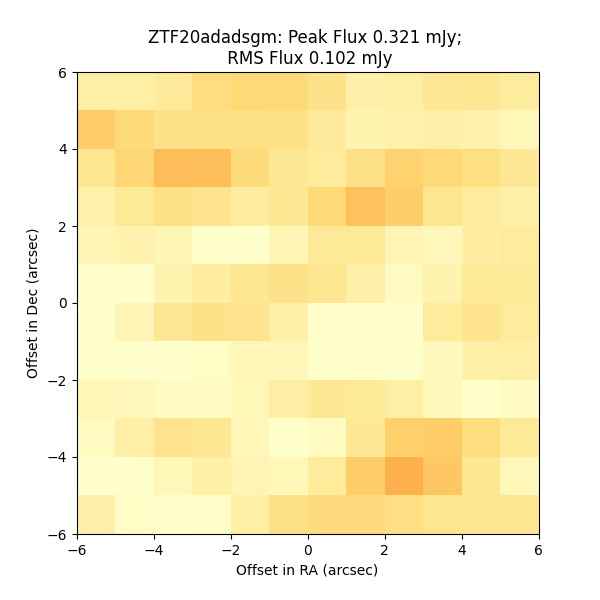 ZTF20adadsgm: Peak Flux 0.321 mJy;
RMS Flux 0.102 mJy
6
4
2
0
−2
−4
−6
Offset in Dec (arcsec)
−6 −4 −2 0 2 4 6
Offset in RA (arcsec)